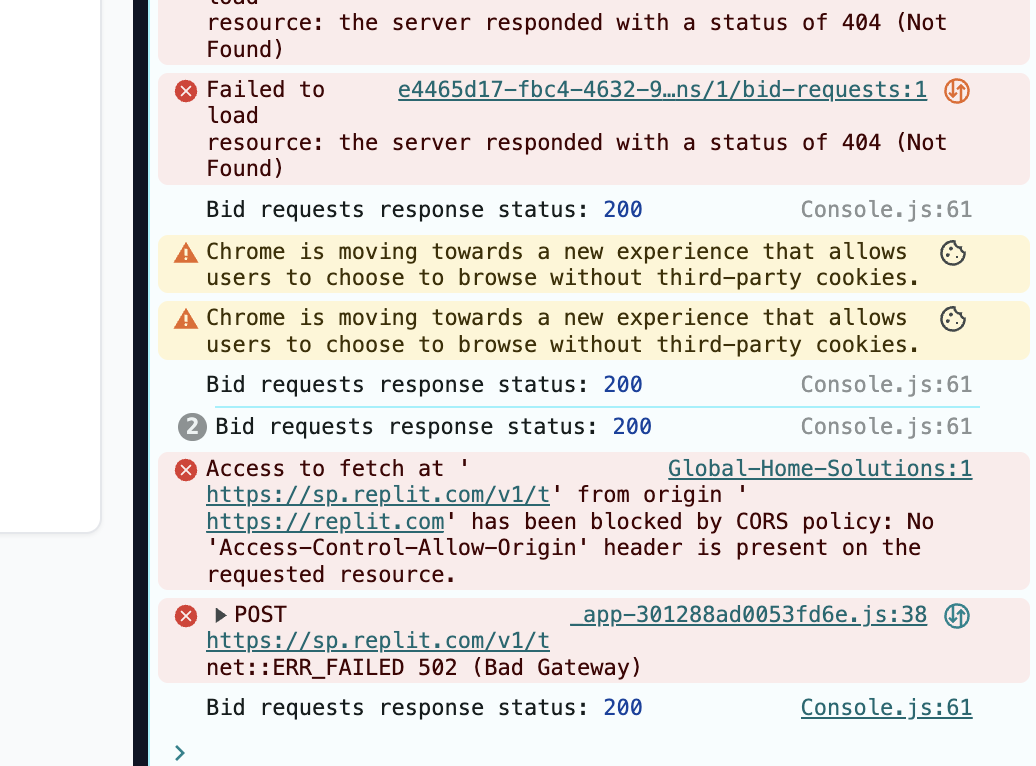 load
resource: the server responded with a status of 404 (Not
Found)
Failed to e4465d17-fbc4-4632-9…ns/1/bid-requests:1
load
resource: the server responded with a status of 404 (Not
Found)
Bid requests response status: 200 Console.js:61
Chrome is moving towards a new experience that allows
users to choose to browse without third-party cookies.
Chrome is moving towards a new experience that allows
users to choose to browse without third-party cookies.
Bid requests response status: 200 Console.js:61
2 Bid requests response status: 200 Console.js:61
Access to fetch at ' Global-Home-Solutions:1
https://sp.replit.com/v1/t' from origin '
https://replit.com' has been blocked by CORS policy: No
'Access-Control-Allow-Origin' header is present on the
requested resource.
POST _app-301288ad0053fd6e.js:38
https://sp.replit.com/v1/t
net::ERR_FAILED 502 (Bad Gateway)
Bid requests response status: 200 Console.js:61